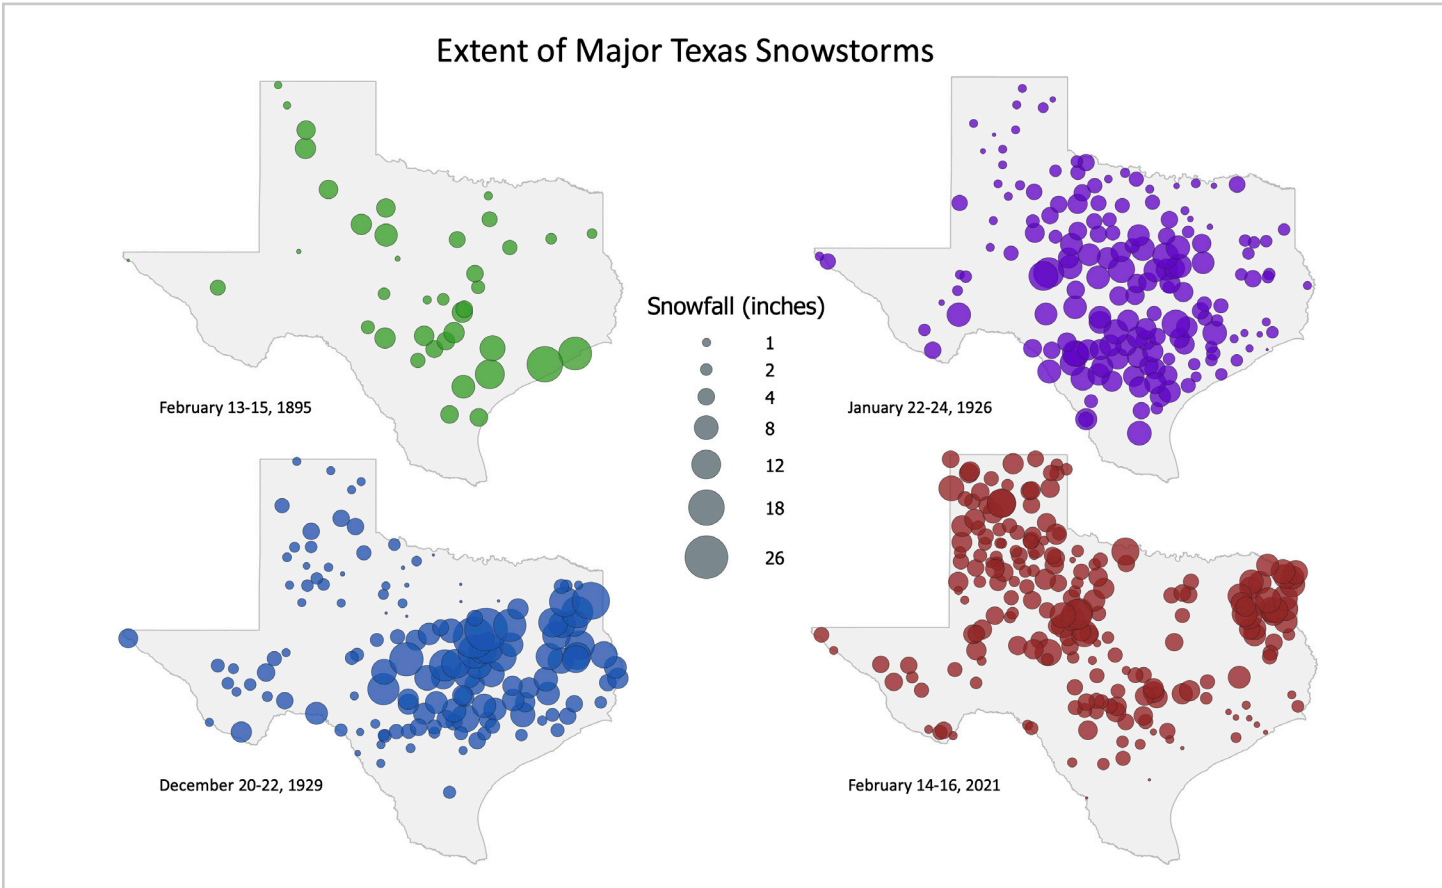 Extent of Major Texas Snowstorms
Snowfall (inches)
1
2
4
8
12
18
26
February 13-15, 1895
January 22-24, 1926
December 20-22, 1929
February 14-16, 2021